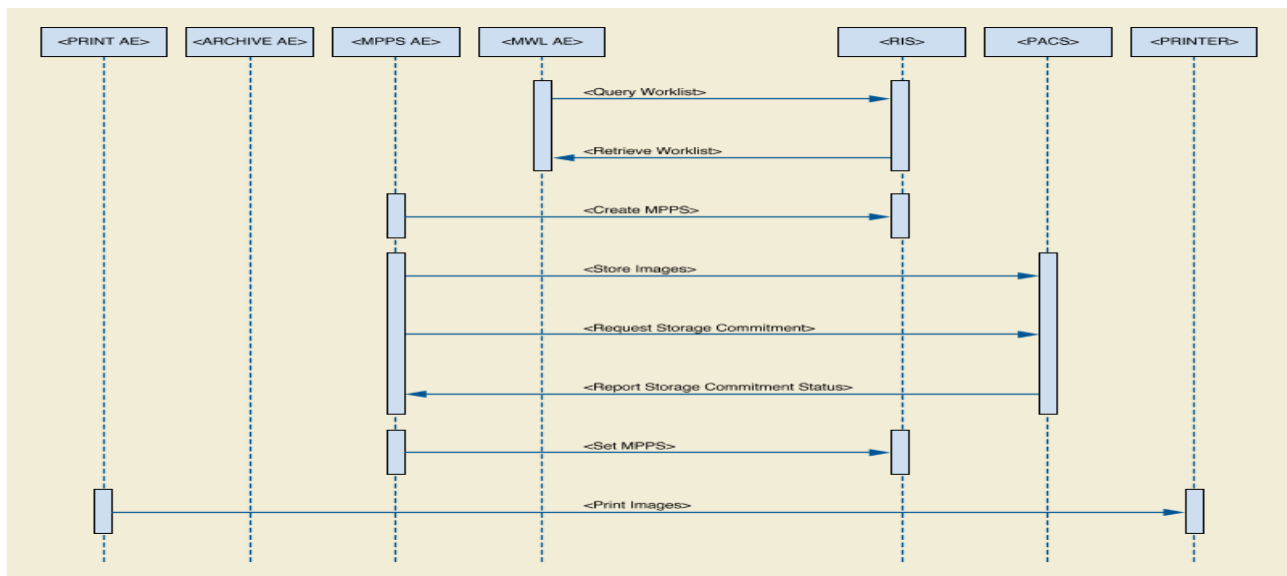 <PRINT AE> <ARCHIVE AE> <MPPS AE> <MWL AE> <RIS> <PACS> <PRINTER>
<Query Worklist>
<Retrieve Worklist>
<Create MPPS>
<Store Images>
<Request Storage Commitment>
<Report Storage Commitment Status>
<Set MPPS>
<Print Images>